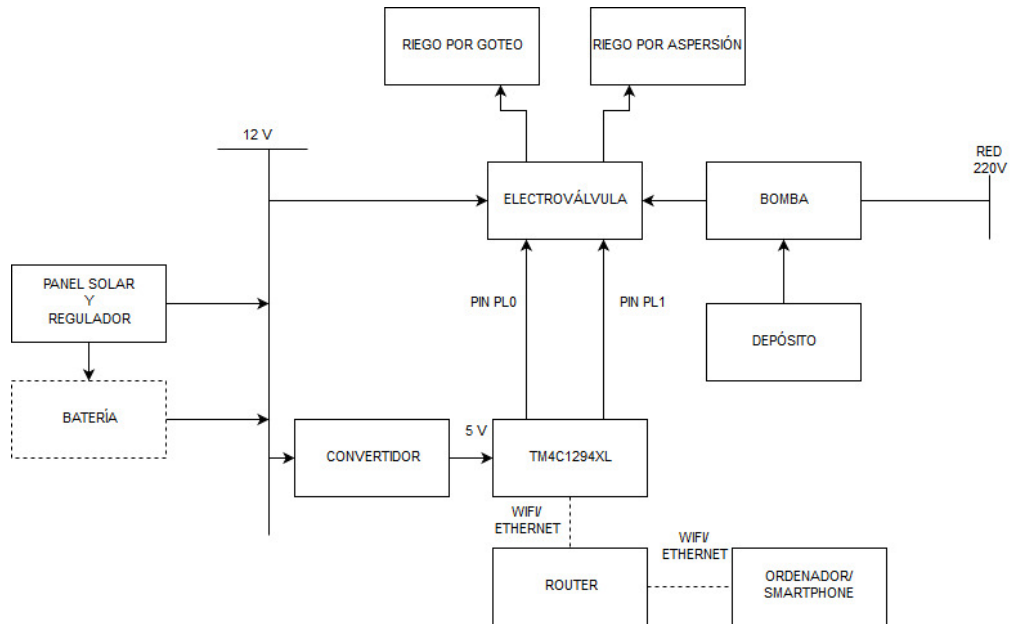 RIEGO POR GOTEO
RIEGO POR ASPERSIÓN
12 V
RED
220V
ELECTROVÁLVULA
BOMBA
PANEL SOLAR
Y
REGULADOR
PIN PL0
PIN PL1
DEPÓSITO
BATERÍA
5 V
CONVERTIDOR
TM4C1294XL
WIFI/
ETHERNET
WIFI/
ETHERNET
ROUTER
ORDENADOR/
SMARTPHONE